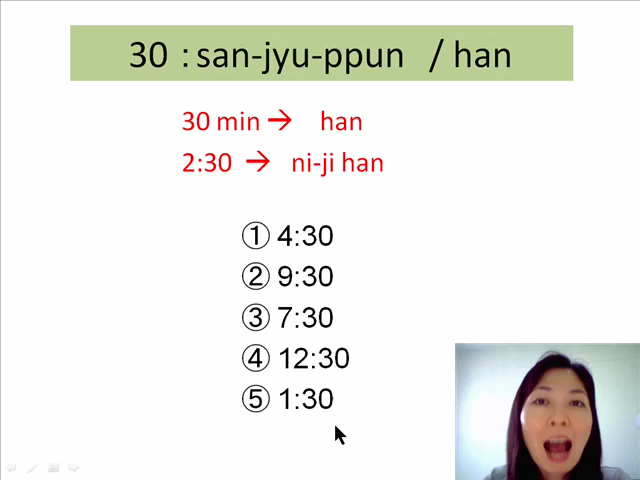 30 : san-jyu-ppun / han
30 min → han
2:30 → ni-ji han
① 4:30
② 9:30
③ 7:30
④ 12:30
⑤ 1:30